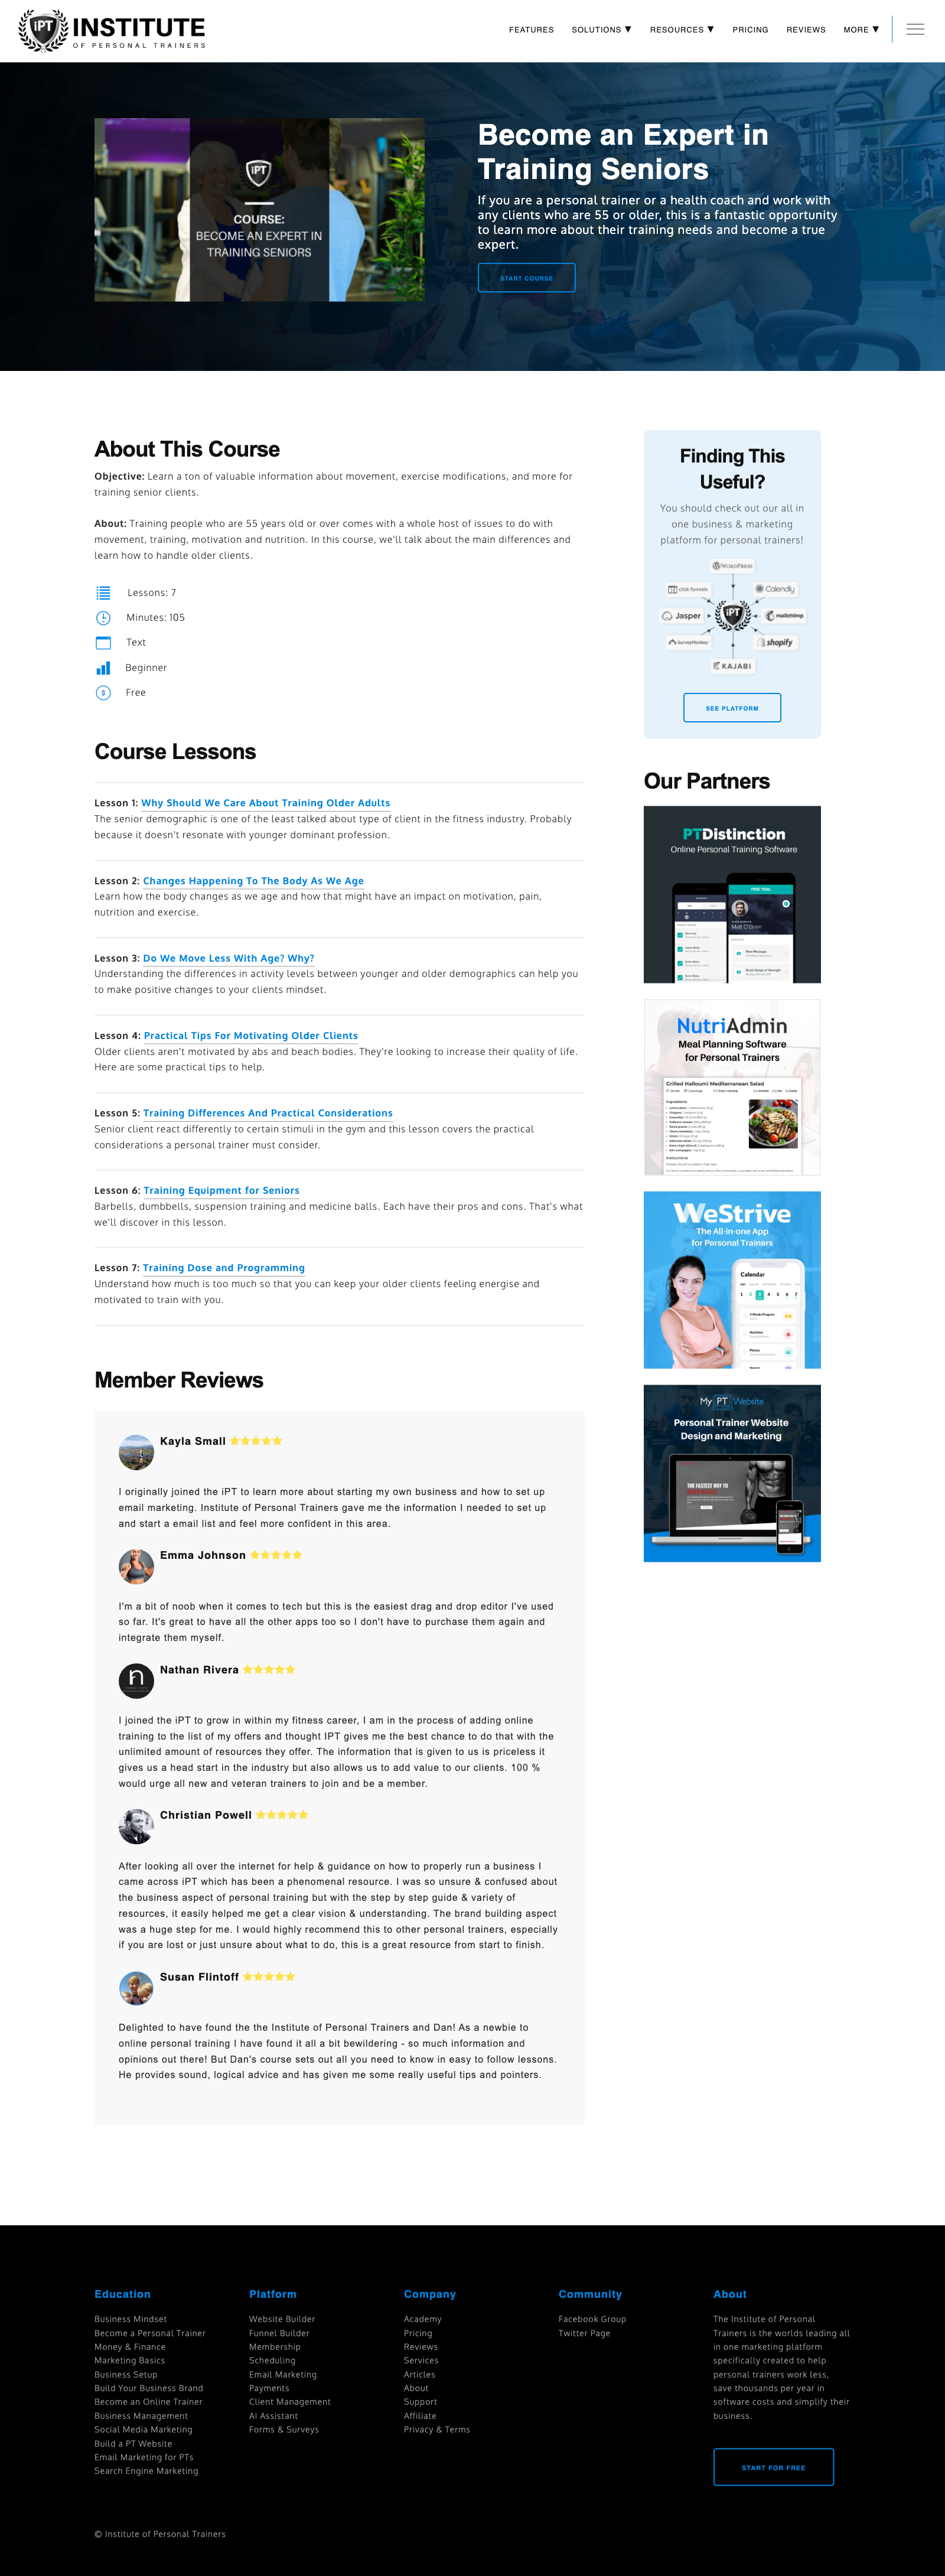 iPT INSTITUTE
OF PERSONAL TRAINERS
FEATURES SOLUTIONS ▼ RESOURCES ▼ PRICING REVIEWS MORE ▼
iPT
COURSE:
BECOME AN EXPERT IN
TRAINING SENIORS
Become an Expert in
Training Seniors
If you are a personal trainer or a health coach and work with
any clients who are 55 or older, this is a fantastic opportunity
to learn more about their training needs and become a true
expert.
START COURSE
About This Course
Objective: Learn a ton of valuable information about movement, exercise modifications, and more for
training senior clients.
About: Training people who are 55 years old or over comes with a whole host of issues to do with
movement, training, motivation and nutrition. In this course, we'll talk about the main differences and
learn how to handle older clients.
Lessons: 7
Minutes: 105
Text
Beginner
$ Free
Course Lessons
Lesson 1: Why Should We Care About Training Older Adults
The senior demographic is one of the least talked about type of client in the fitness industry. Probably
because it doesn't resonate with younger dominant profession.
Lesson 2: Changes Happening To The Body As We Age
Learn how the body changes as we age and how that might have an impact on motivation, pain,
nutrition and exercise.
Lesson 3: Do We Move Less With Age? Why?
Understanding the differences in activity levels between younger and older demographics can help you
to make positive changes to your clients mindset.
Lesson 4: Practical Tips For Motivating Older Clients
Older clients aren't motivated by abs and beach bodies. They're looking to increase their quality of life.
Here are some practical tips to help.
Lesson 5: Training Differences And Practical Considerations
Senior client react differently to certain stimuli in the gym and this lesson covers the practical
considerations a personal trainer must consider.
Lesson 6: Training Equipment for Seniors
Barbells, dumbbells, suspension training and medicine balls. Each have their pros and cons. That's what
we'll discover in this lesson.
Lesson 7: Training Dose and Programming
Understand how much is too much so that you can keep your older clients feeling energise and
motivated to train with you.
Member Reviews
Kayla Small
I originally joined the iPT to learn more about starting my own business and how to set up
email marketing. Institute of Personal Trainers gave me the information I needed to set up
and start a email list and feel more confident in this area.
Emma Johnson
I'm a bit of noob when it comes to tech but this is the easiest drag and drop editor I've used
so far. It's great to have all the other apps too so I don't have to purchase them again and
integrate them myself.
Nathan Rivera
I joined the iPT to grow in within my fitness career, I am in the process of adding online
training to the list of my offers and thought IPT gives me the best chance to do that with the
unlimited amount of resources they offer. The information that is given to us is priceless it
gives us a head start in the industry but also allows us to add value to our clients. 100 %
would urge all new and veteran trainers to join and be a member.
Christian Powell
After looking all over the internet for help & guidance on how to properly run a business I
came across iPT which has been a phenomenal resource. I was so unsure & confused about
the business aspect of personal training but with the step by step guide & variety of
resources, it easily helped me get a clear vision & understanding. The brand building aspect
was a huge step for me. I would highly recommend this to other personal trainers, especially
if you are lost or just unsure about what to do, this is a great resource from start to finish.
Susan Flintoff
Delighted to have found the the Institute of Personal Trainers and Dan! As a newbie to
online personal training I have found it all a bit bewildering - so much information and
opinions out there! But Dan's course sets out all you need to know in easy to follow lessons.
He provides sound, logical advice and has given me some really useful tips and pointers.
Finding This
Useful?
You should check out our all in
one business & marketing
platform for personal trainers!
WORDPRESS
click funnels
Calendly
Jasper
iPT
mailchimp
SurveyMonkey
shopify
KAJABI
SEE PLATFORM
Our Partners
PTDistinction
Online Personal Training Software
FREE TRIAL
Matt O'Brien
NutriAdmin
Meal Planning Software
for Personal Trainers
Grilled Halloumi Mediterranean Salad
Ingredients
Instructions
WeStrive
The All-in-one App
for Personal Trainers
Calendar
1 2 3 4 5 6 7
4 Week Program
Nutrition
Photos
My PT Website
Personal Trainer Website
Design and Marketing
THE FASTEST WAY TO
Education
Business Mindset
Become a Personal Trainer
Money & Finance
Marketing Basics
Business Setup
Build Your Business Brand
Become an Online Trainer
Business Management
Social Media Marketing
Build a PT Website
Email Marketing for PTs
Search Engine Marketing
Platform
Website Builder
Funnel Builder
Membership
Scheduling
Email Marketing
Payments
Client Management
AI Assistant
Forms & Surveys
Company
Academy
Pricing
Reviews
Services
Articles
About
Support
Affiliate
Privacy & Terms
Community
Facebook Group
Twitter Page
About
The Institute of Personal
Trainers is the worlds leading all
in one marketing platform
specifically created to help
personal trainers work less,
save thousands per year in
software costs and simplify their
business.
START FOR FREE
© Institute of Personal Trainers